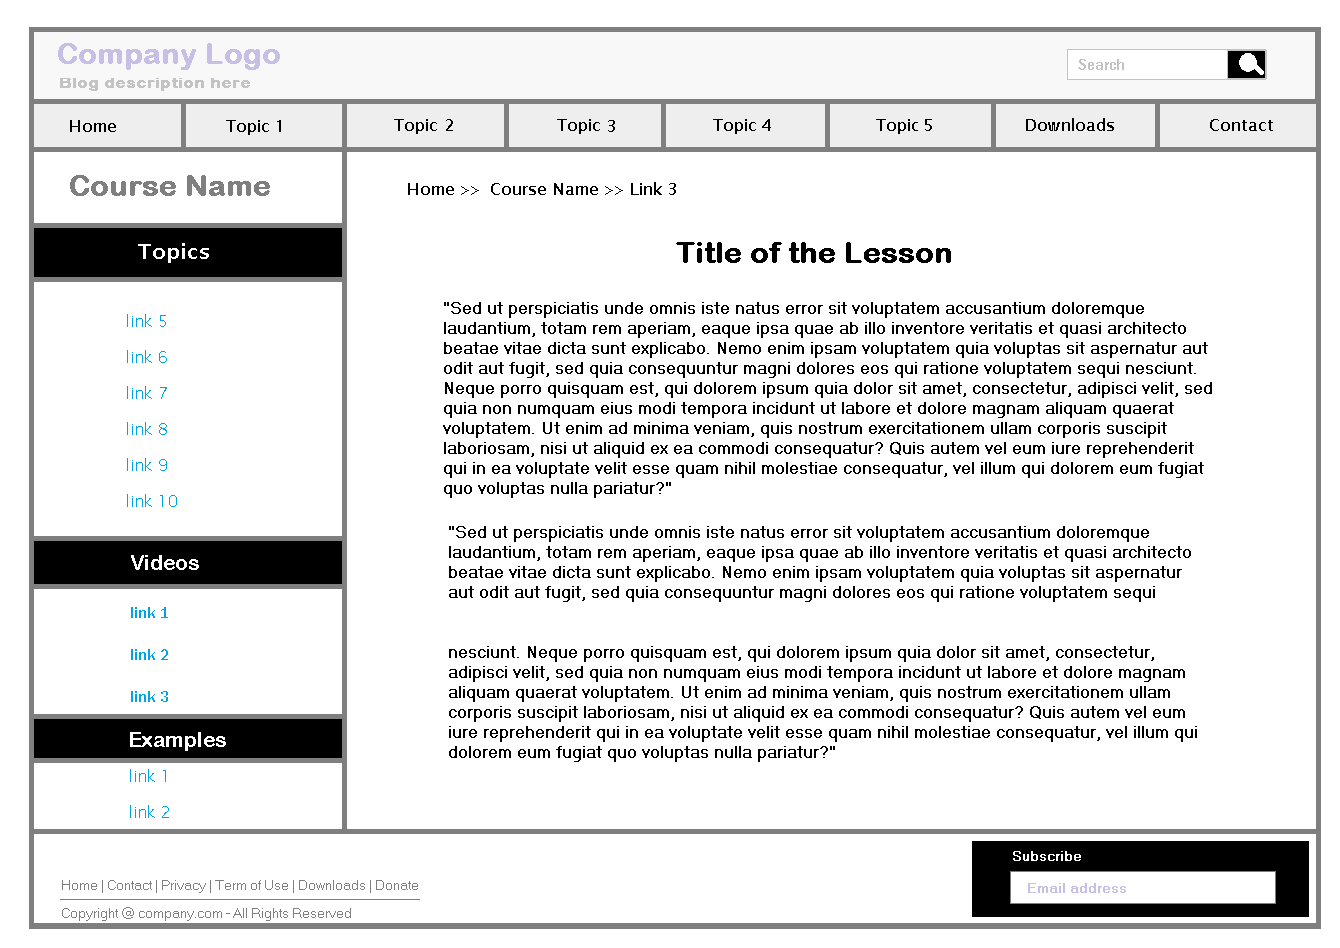 Company Logo
Blog description here
Search
Home
Topic 1
Topic 2
Topic 3
Topic 4
Topic 5
Downloads
Contact
Course Name
Topics
link 5
link 6
link 7
link 8
link 9
link 10
Videos
link 1
link 2
link 3
Examples
link 1
link 2
Home >> Course Name >> Link 3
Title of the Lesson
"Sed ut perspiciatis unde omnis iste natus error sit voluptatem accusantium doloremque
laudantium, totam rem aperiam, eaque ipsa quae ab illo inventore veritatis et quasi architecto
beatae vitae dicta sunt explicabo. Nemo enim ipsam voluptatem quia voluptas sit aspernatur aut
odit aut fugit, sed quia consequuntur magni dolores eos qui ratione voluptatem sequi nesciunt.
Neque porro quisquam est, qui dolorem ipsum quia dolor sit amet, consectetur, adipisci velit, sed
quia non numquam eius modi tempora incidunt ut labore et dolore magnam aliquam quaerat
voluptatem. Ut enim ad minima veniam, quis nostrum exercitationem ullam corporis suscipit
laboriosam, nisi ut aliquid ex ea commodi consequatur? Quis autem vel eum iure reprehenderit
qui in ea voluptate velit esse quam nihil molestiae consequatur, vel illum qui dolorem eum fugiat
quo voluptas nulla pariatur?"
"Sed ut perspiciatis unde omnis iste natus error sit voluptatem accusantium doloremque
laudantium, totam rem aperiam, eaque ipsa quae ab illo inventore veritatis et quasi architecto
beatae vitae dicta sunt explicabo. Nemo enim ipsam voluptatem quia voluptas sit aspernatur
aut odit aut fugit, sed quia consequuntur magni dolores eos qui ratione voluptatem sequi
nesciunt. Neque porro quisquam est, qui dolorem ipsum quia dolor sit amet, consectetur,
adipisci velit, sed quia non numquam eius modi tempora incidunt ut labore et dolore magnam
aliquam quaerat voluptatem. Ut enim ad minima veniam, quis nostrum exercitationem ullam
corporis suscipit laboriosam, nisi ut aliquid ex ea commodi consequatur? Quis autem vel eum
iure reprehenderit qui in ea voluptate velit esse quam nihil molestiae consequatur, vel illum qui
dolorem eum fugiat quo voluptas nulla pariatur?"
Home | Contact | Privacy | Term of Use | Downloads | Donate
Copyright @ company.com - All Rights Reserved
Subscribe
Email address